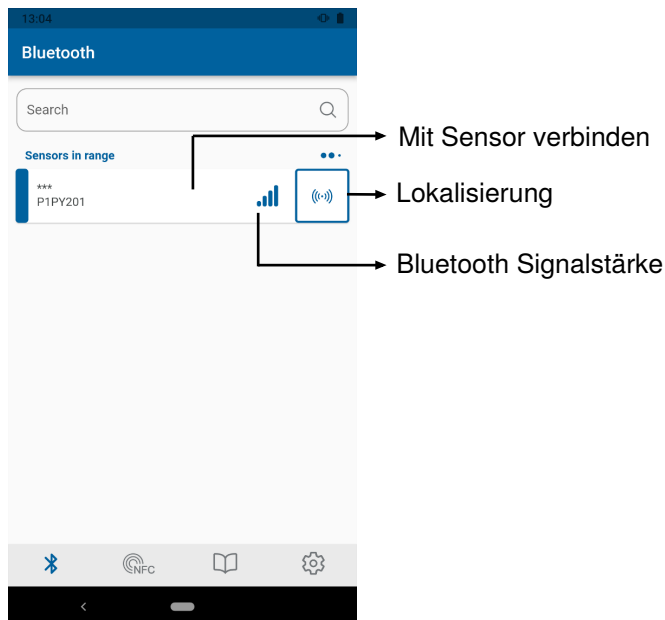 13:04
Bluetooth
Search
Mit Sensor verbinden
Sensors in range
***
P1PY201
Lokalisierung
Bluetooth Signalstärke
NFC